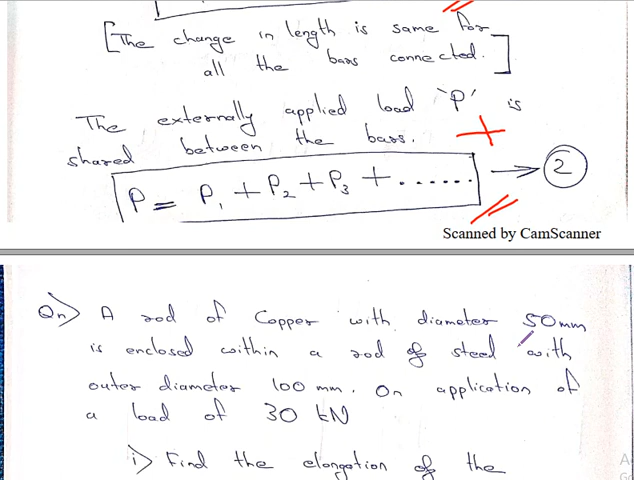 [The change in length is same for
all the bars connected.]
The externally applied load 'P' is
shared between the bars.
P = P₁ + P₂ + P₃ + ...... → 2
Scanned by CamScanner
Qn> A rod of Copper with diameter 50mm
is enclosed within a rod of steel with
outer diameter 100 mm. On application of
a load of 30 kN
i> Find the elongation of the